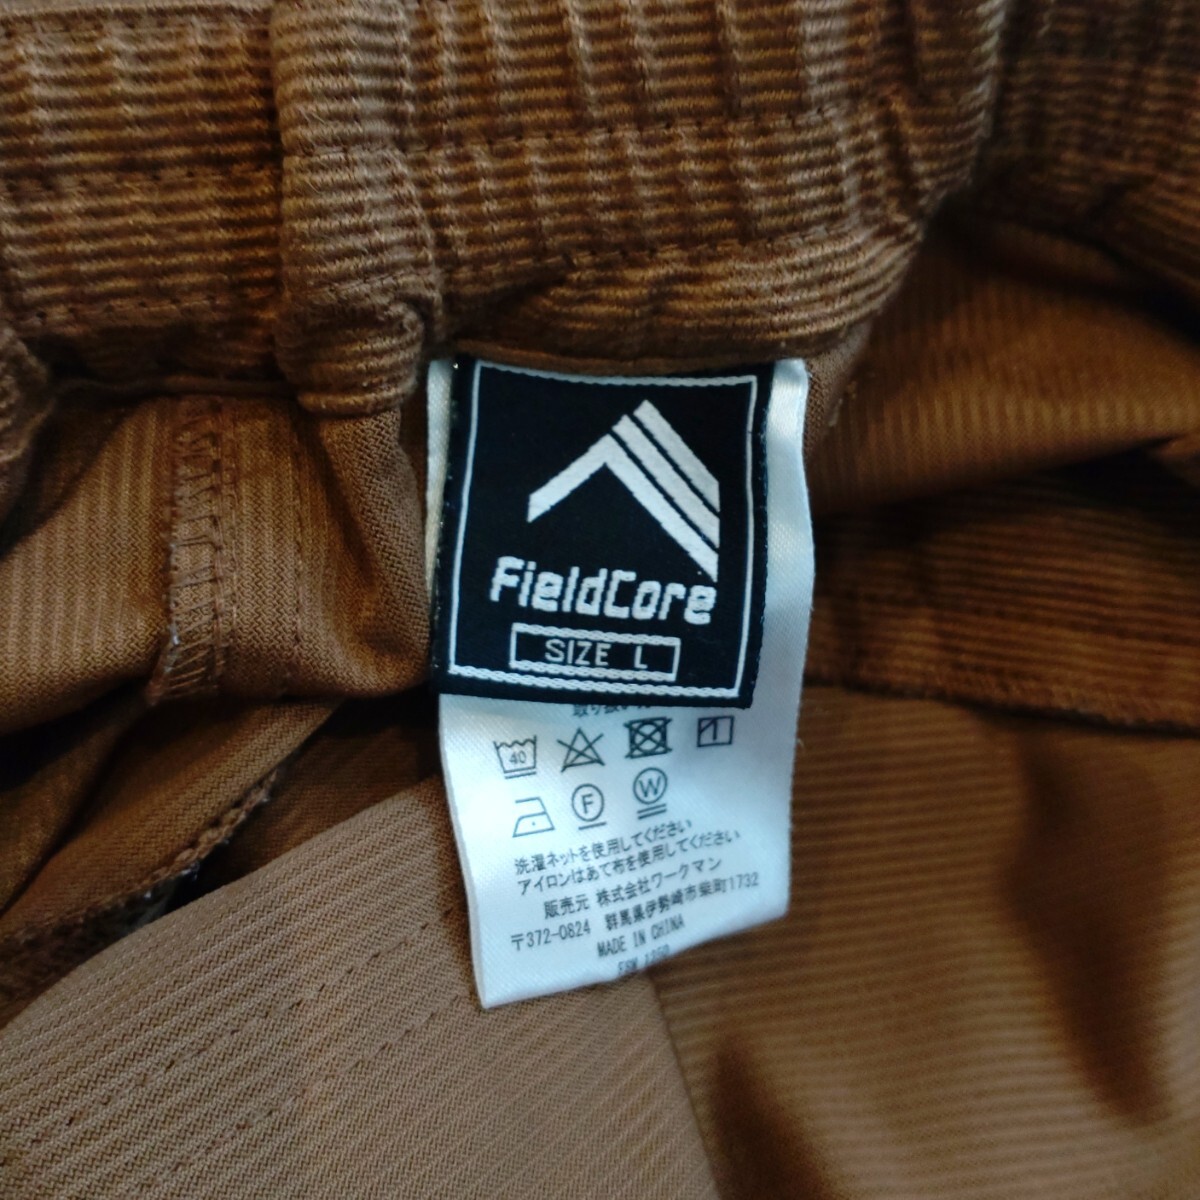 FieldCore
SIZE L
40
F
W
洗濯ネットを使用してください
アイロンはあて布を使用してください
販売元 株式会社ワークマン
〒372-0824 群馬県伊勢崎市柴町1732
MADE IN CHINA